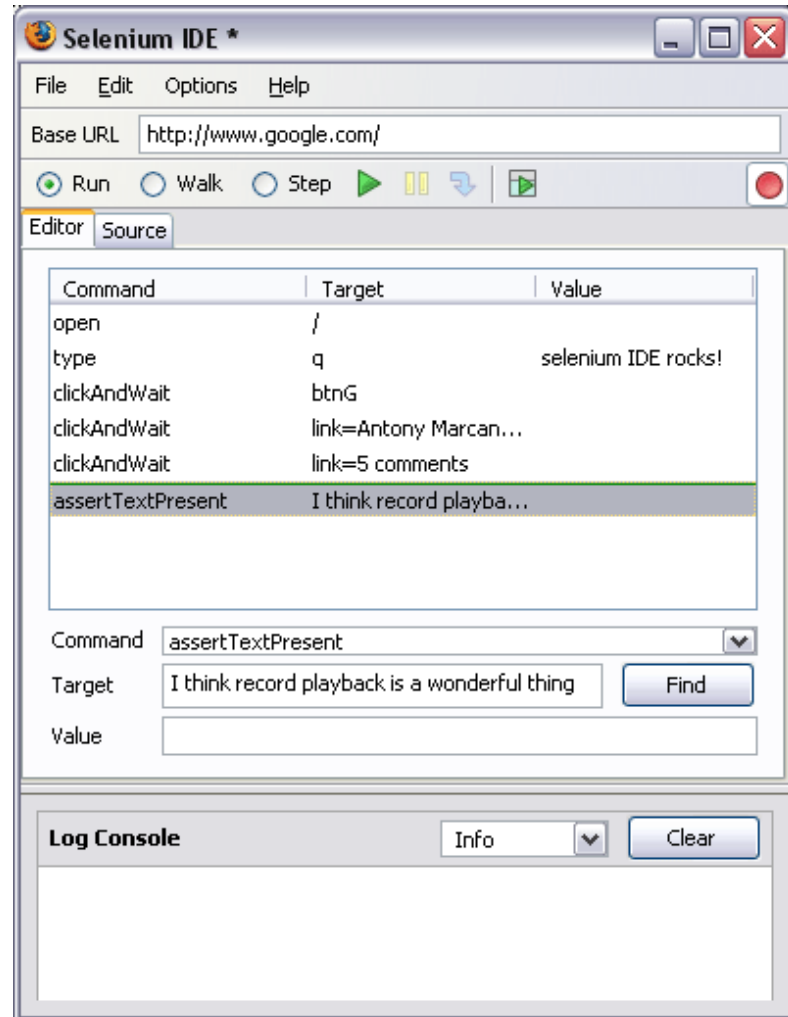 Selenium IDE *
File Edit Options Help
Base URL http://www.google.com/
Run Walk Step
Editor Source
Command Target Value
open /
type q selenium IDE rocks!
clickAndWait btnG
clickAndWait link=Antony Marcan...
clickAndWait link=5 comments
assertTextPresent I think record playba...
Command assertTextPresent
Target I think record playback is a wonderful thing Find
Value
Log Console Info Clear